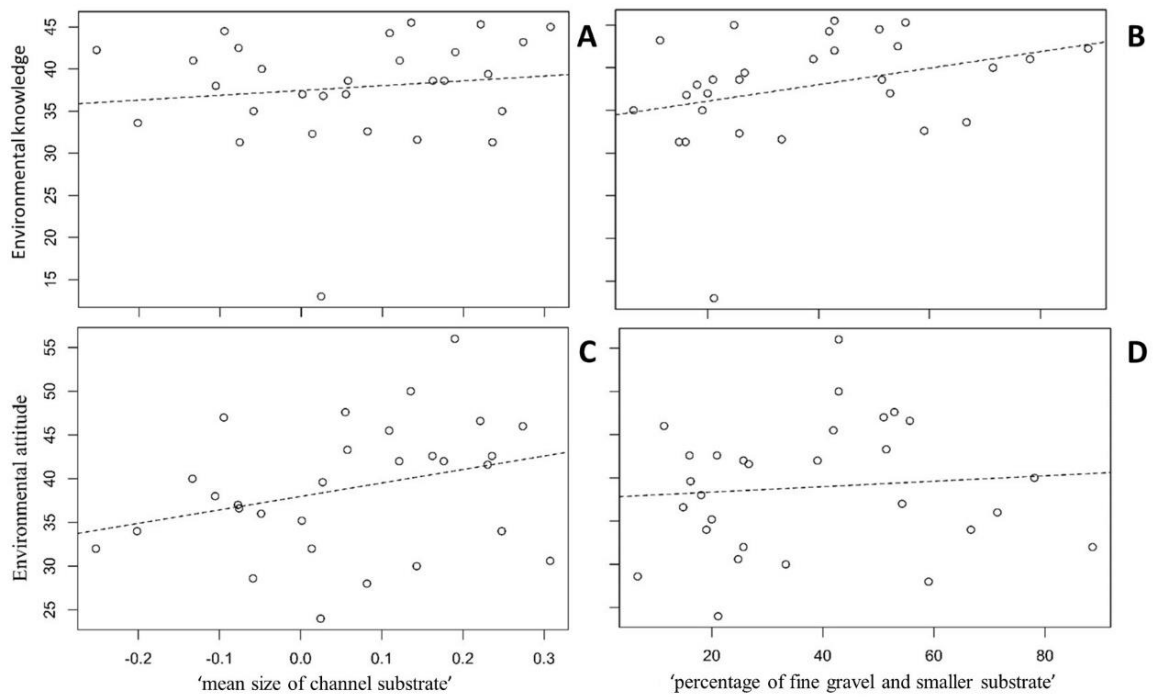 Environmental knowledge
45
40
35
30
25
20
15
A
B
Environmental attitude
55
50
45
40
35
30
25
C
D
-0.2 -0.1 0.0 0.1 0.2 0.3
20 40 60 80
'mean size of channel substrate'
'percentage of fine gravel and smaller substrate'